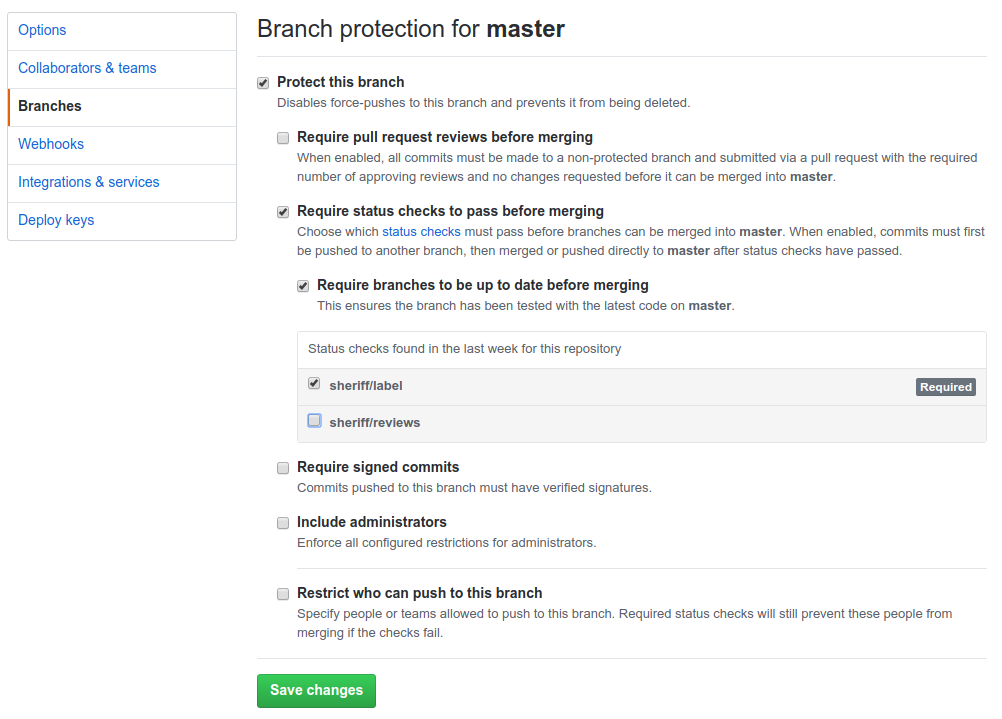 Options
Collaborators & teams
Branches
Webhooks
Integrations & services
Deploy keys
Branch protection for master
Protect this branch
Disables force-pushes to this branch and prevents it from being deleted.
Require pull request reviews before merging
When enabled, all commits must be made to a non-protected branch and submitted via a pull request with the required
number of approving reviews and no changes requested before it can be merged into master.
Require status checks to pass before merging
Choose which status checks must pass before branches can be merged into master. When enabled, commits must first
be pushed to another branch, then merged or pushed directly to master after status checks have passed.
Require branches to be up to date before merging
This ensures the branch has been tested with the latest code on master.
Status checks found in the last week for this repository
sheriff/label Required
sheriff/reviews
Require signed commits
Commits pushed to this branch must have verified signatures.
Include administrators
Enforce all configured restrictions for administrators.
Restrict who can push to this branch
Specify people or teams allowed to push to this branch. Required status checks will still prevent these people from
merging if the checks fail.
Save changes